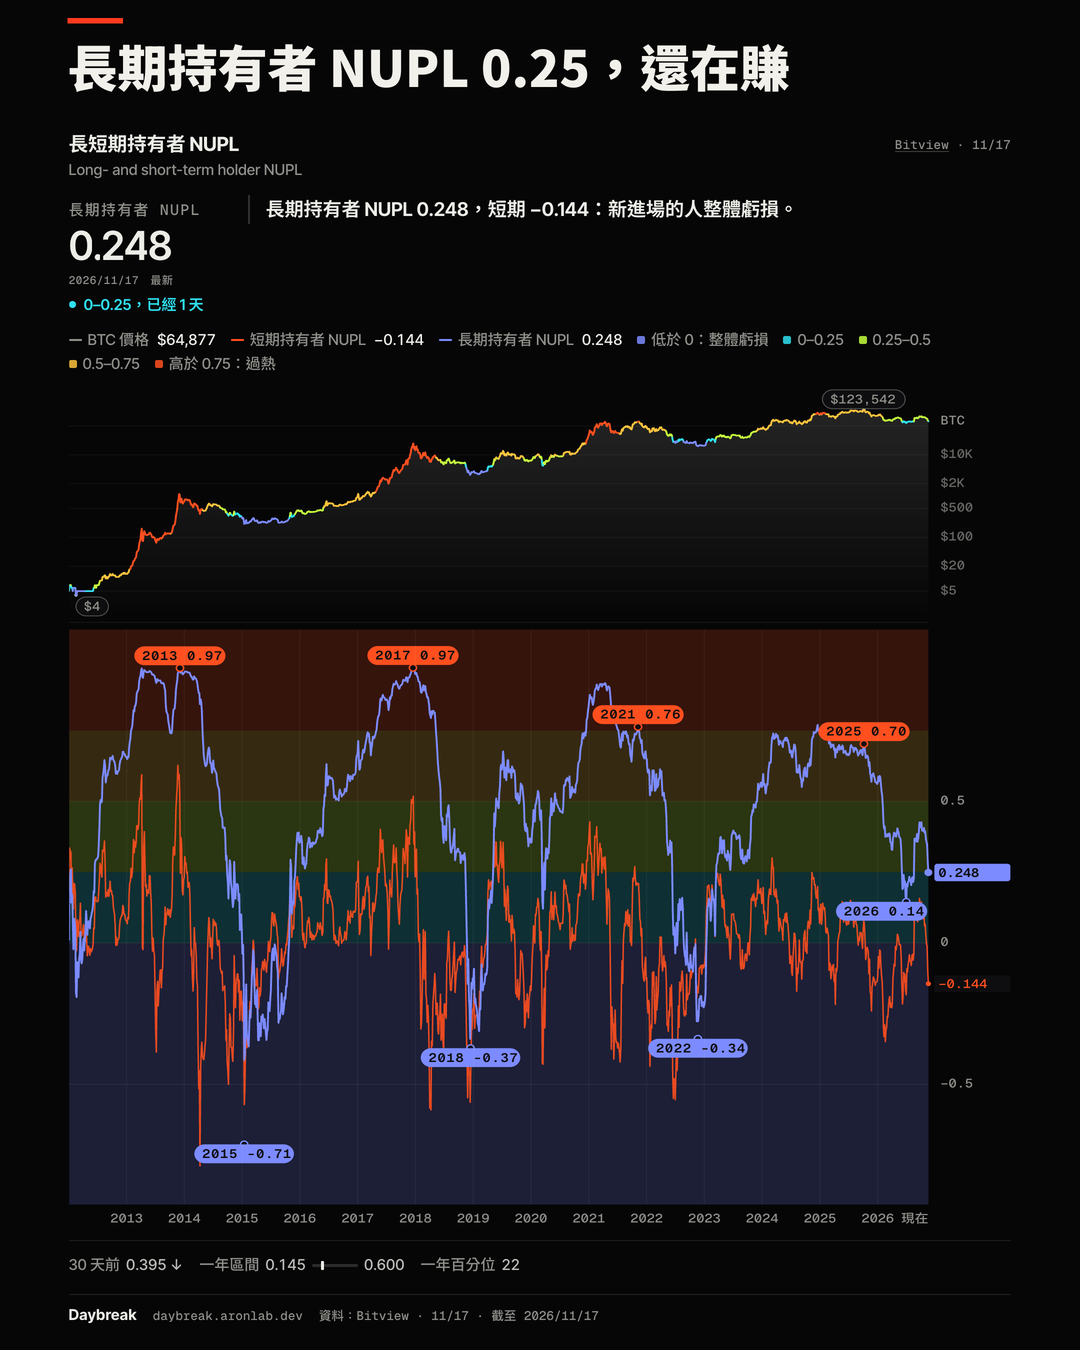 長期持有者 NUPL 0.25，還在賺
長短期持有者 NUPL
Bitview · 11/17
Long- and short-term holder NUPL
長期持有者 NUPL
長期持有者 NUPL 0.248，短期 −0.144：新進場的人整體虧損。
0.248
2026/11/17 最新
0–0.25，已經 1 天
BTC 價格 $64,877 短期持有者 NUPL −0.144 長期持有者 NUPL 0.248 低於 0：整體虧損 0–0.25 0.25–0.5
0.5–0.75 高於 0.75：過熱
$123,542
BTC
$10K
$2K
$500
$100
$20
$5
$4
2013 0.97
2017 0.97
2021 0.76
2025 0.70
0.5
0.248
2026 0.14
0
−0.144
2018 -0.37
2022 -0.34
−0.5
2015 -0.71
2013 2014 2015 2016 2017 2018 2019 2020 2021 2022 2023 2024 2025 2026 現在
30 天前 0.395 ↓ 一年區間 0.145 0.600 一年百分位 22
Daybreak daybreak.aronlab.dev 資料：Bitview · 11/17 · 截至 2026/11/17